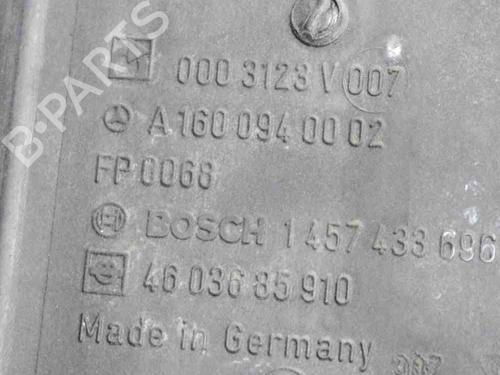 000 3123 V 007
A 160 094 00 02
FP 0068
BOSCH 1 457 433 696
46 036 85 910
Made in Germany
B-PARTS